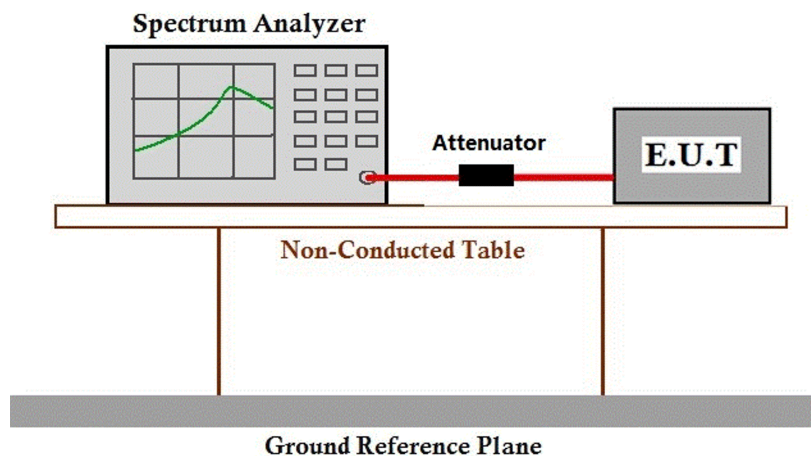 Spectrum Analyzer
Attenuator
E.U.T
Non-Conducted Table
Ground Reference Plane